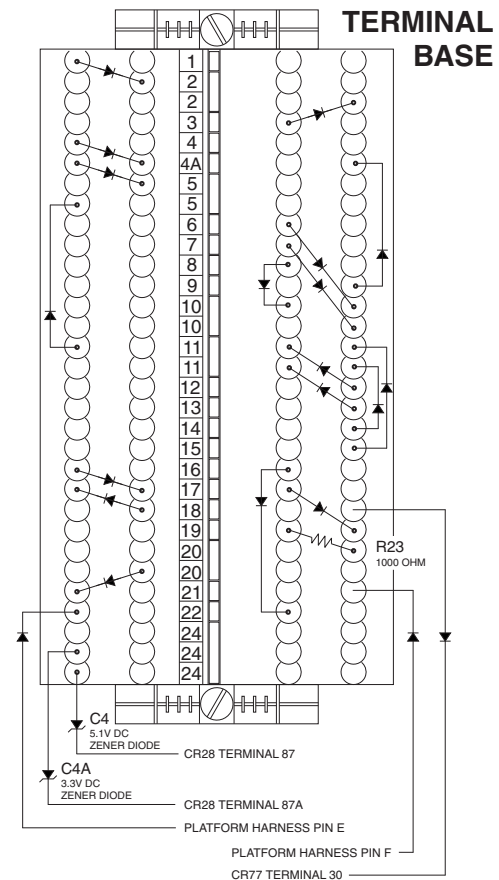 TERMINAL
BASE
1
2
2
3
4
4A
5
5
6
7
8
9
10
10
11
11
12
13
14
15
16
17
18
19
20
20
21
22
24
24
24
R23
1000 OHM
C4
5.1V DC
ZENER DIODE
CR28 TERMINAL 87
C4A
3.3V DC
ZENER DIODE
CR28 TERMINAL 87A
PLATFORM HARNESS PIN E
PLATFORM HARNESS PIN F
CR77 TERMINAL 30